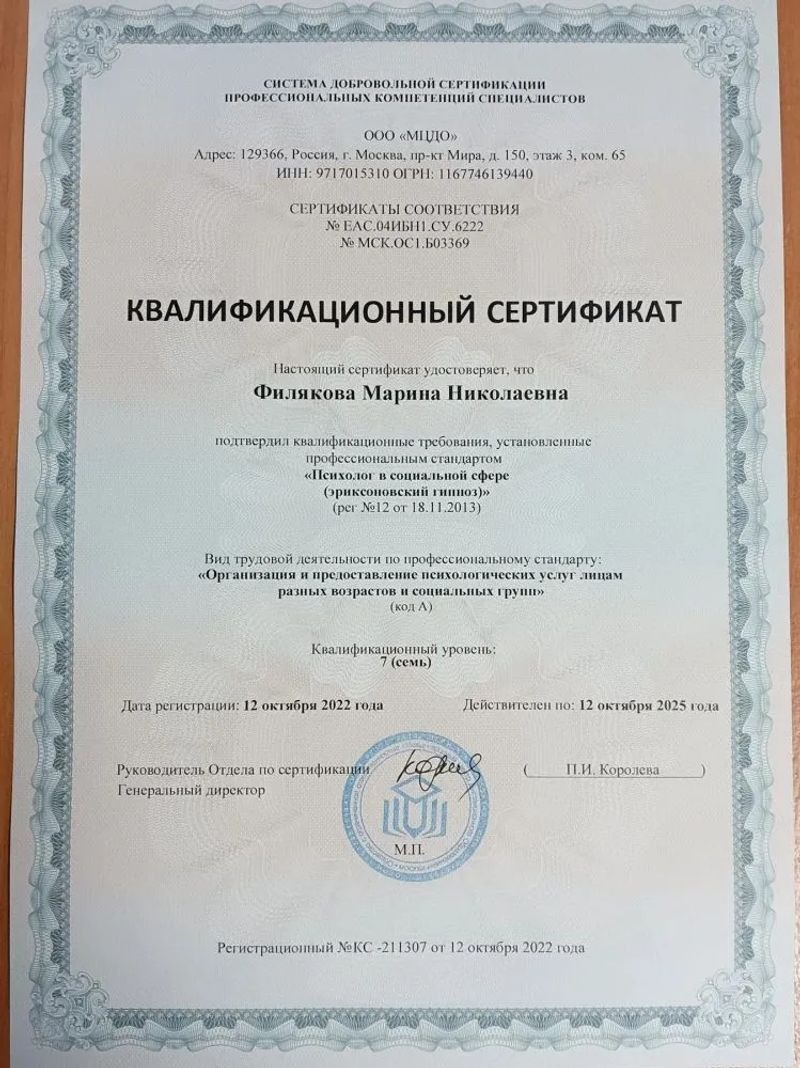 СИСТЕМА ДОБРОВОЛЬНОЙ СЕРТИФИКАЦИИ
ПРОФЕССИОНАЛЬНЫХ КОМПЕТЕНЦИЙ СПЕЦИАЛИСТОВ
ООО «МЦДО»
Адрес: 129366, Россия, г. Москва, пр-кт Мира, д. 150, этаж 3, ком. 65
ИНН: 9717015310 ОГРН: 1167746139440
СЕРТИФИКАТЫ СООТВЕТСТВИЯ
№ ЕАС.04ИБН1.СУ.6222
№ МСК.ОС1.Б03369
КВАЛИФИКАЦИОННЫЙ СЕРТИФИКАТ
Настоящий сертификат удостоверяет, что
Филякова Марина Николаевна
подтвердил квалификационные требования, установленные
профессиональным стандартом
«Психолог в социальной сфере
(эриксоновский гипноз)»
(рег №12 от 18.11.2013)
Вид трудовой деятельности по профессиональному стандарту:
«Организация и предоставление психологических услуг лицам
разных возрастов и социальных групп»
(код А)
Квалификационный уровень:
7 (семь)
Дата регистрации: 12 октября 2022 года Действителен по: 12 октября 2025 года
Руководитель Отдела по сертификации ( П.И. Королева )
Генеральный директор
М.П.
Регистрационный №КС -211307 от 12 октября 2022 года